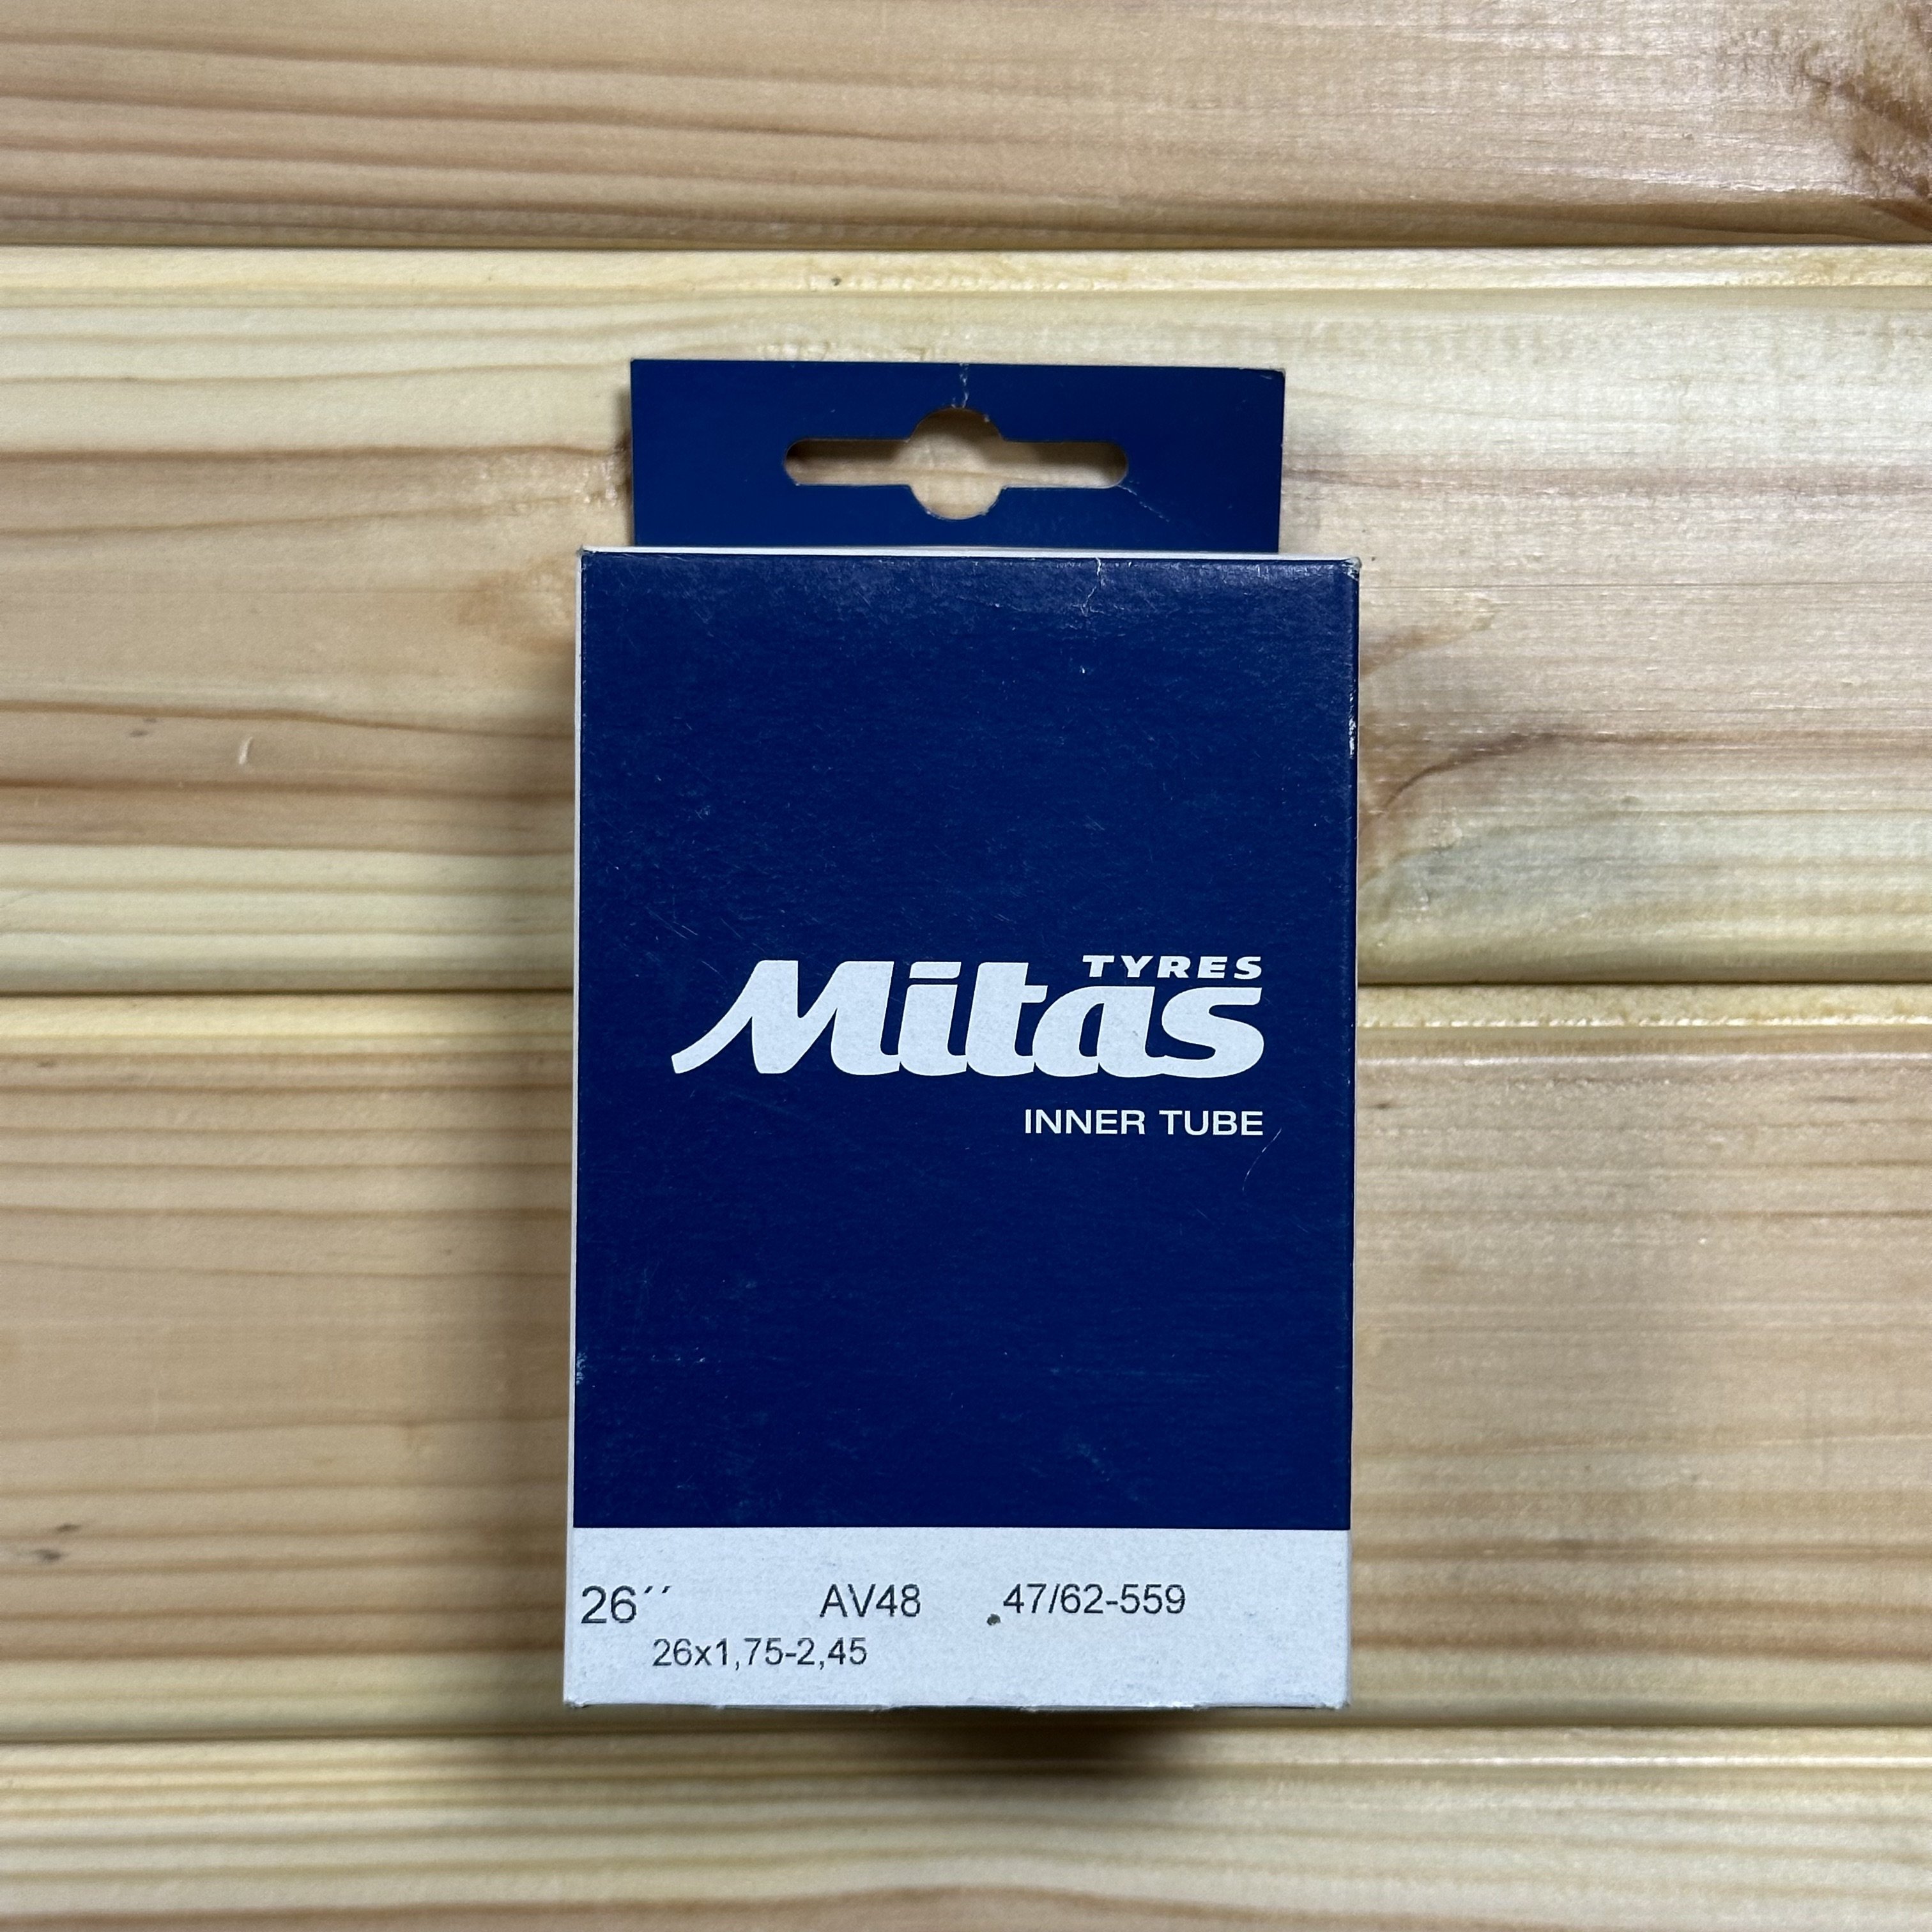 TYRES
Mitas
INNER TUBE
26´´ AV48 47/62-559
26x1,75-2,45